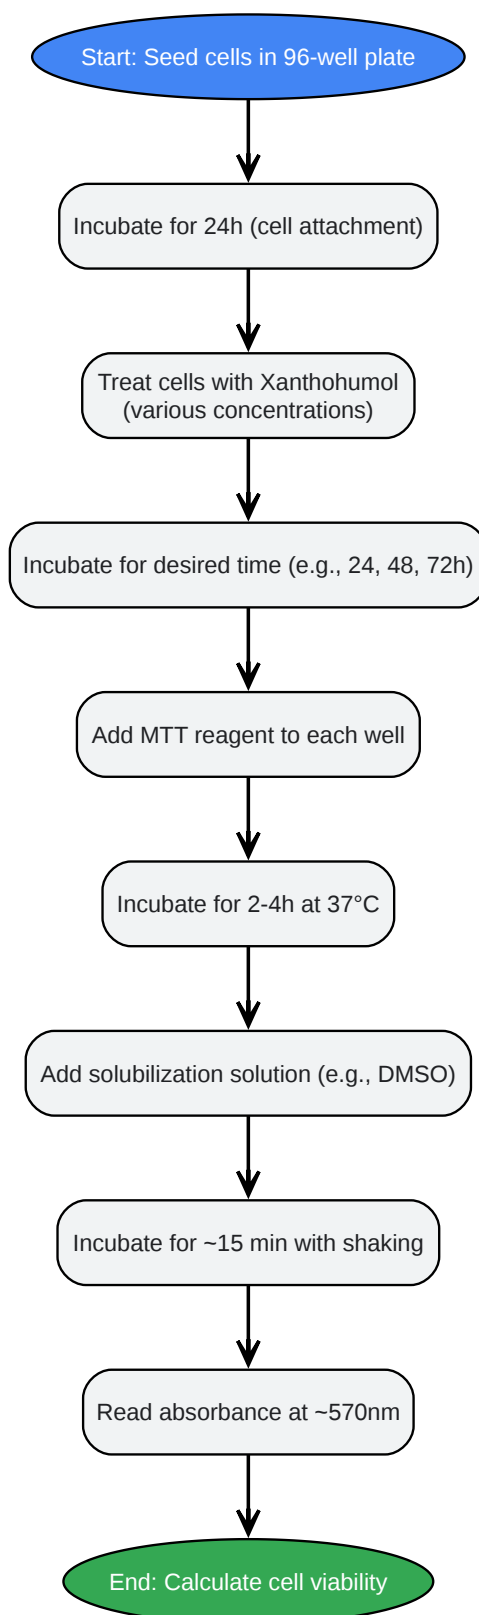 Start: Seed cells in 96-well plate
Incubate for 24h (cell attachment)
Treat cells with Xanthohumol
(various concentrations)
Incubate for desired time (e.g., 24, 48, 72h)
Add MTT reagent to each well
Incubate for 2-4h at 37°C
Add solubilization solution (e.g., DMSO)
Incubate for ~15 min with shaking
Read absorbance at ~570nm
End: Calculate cell viability